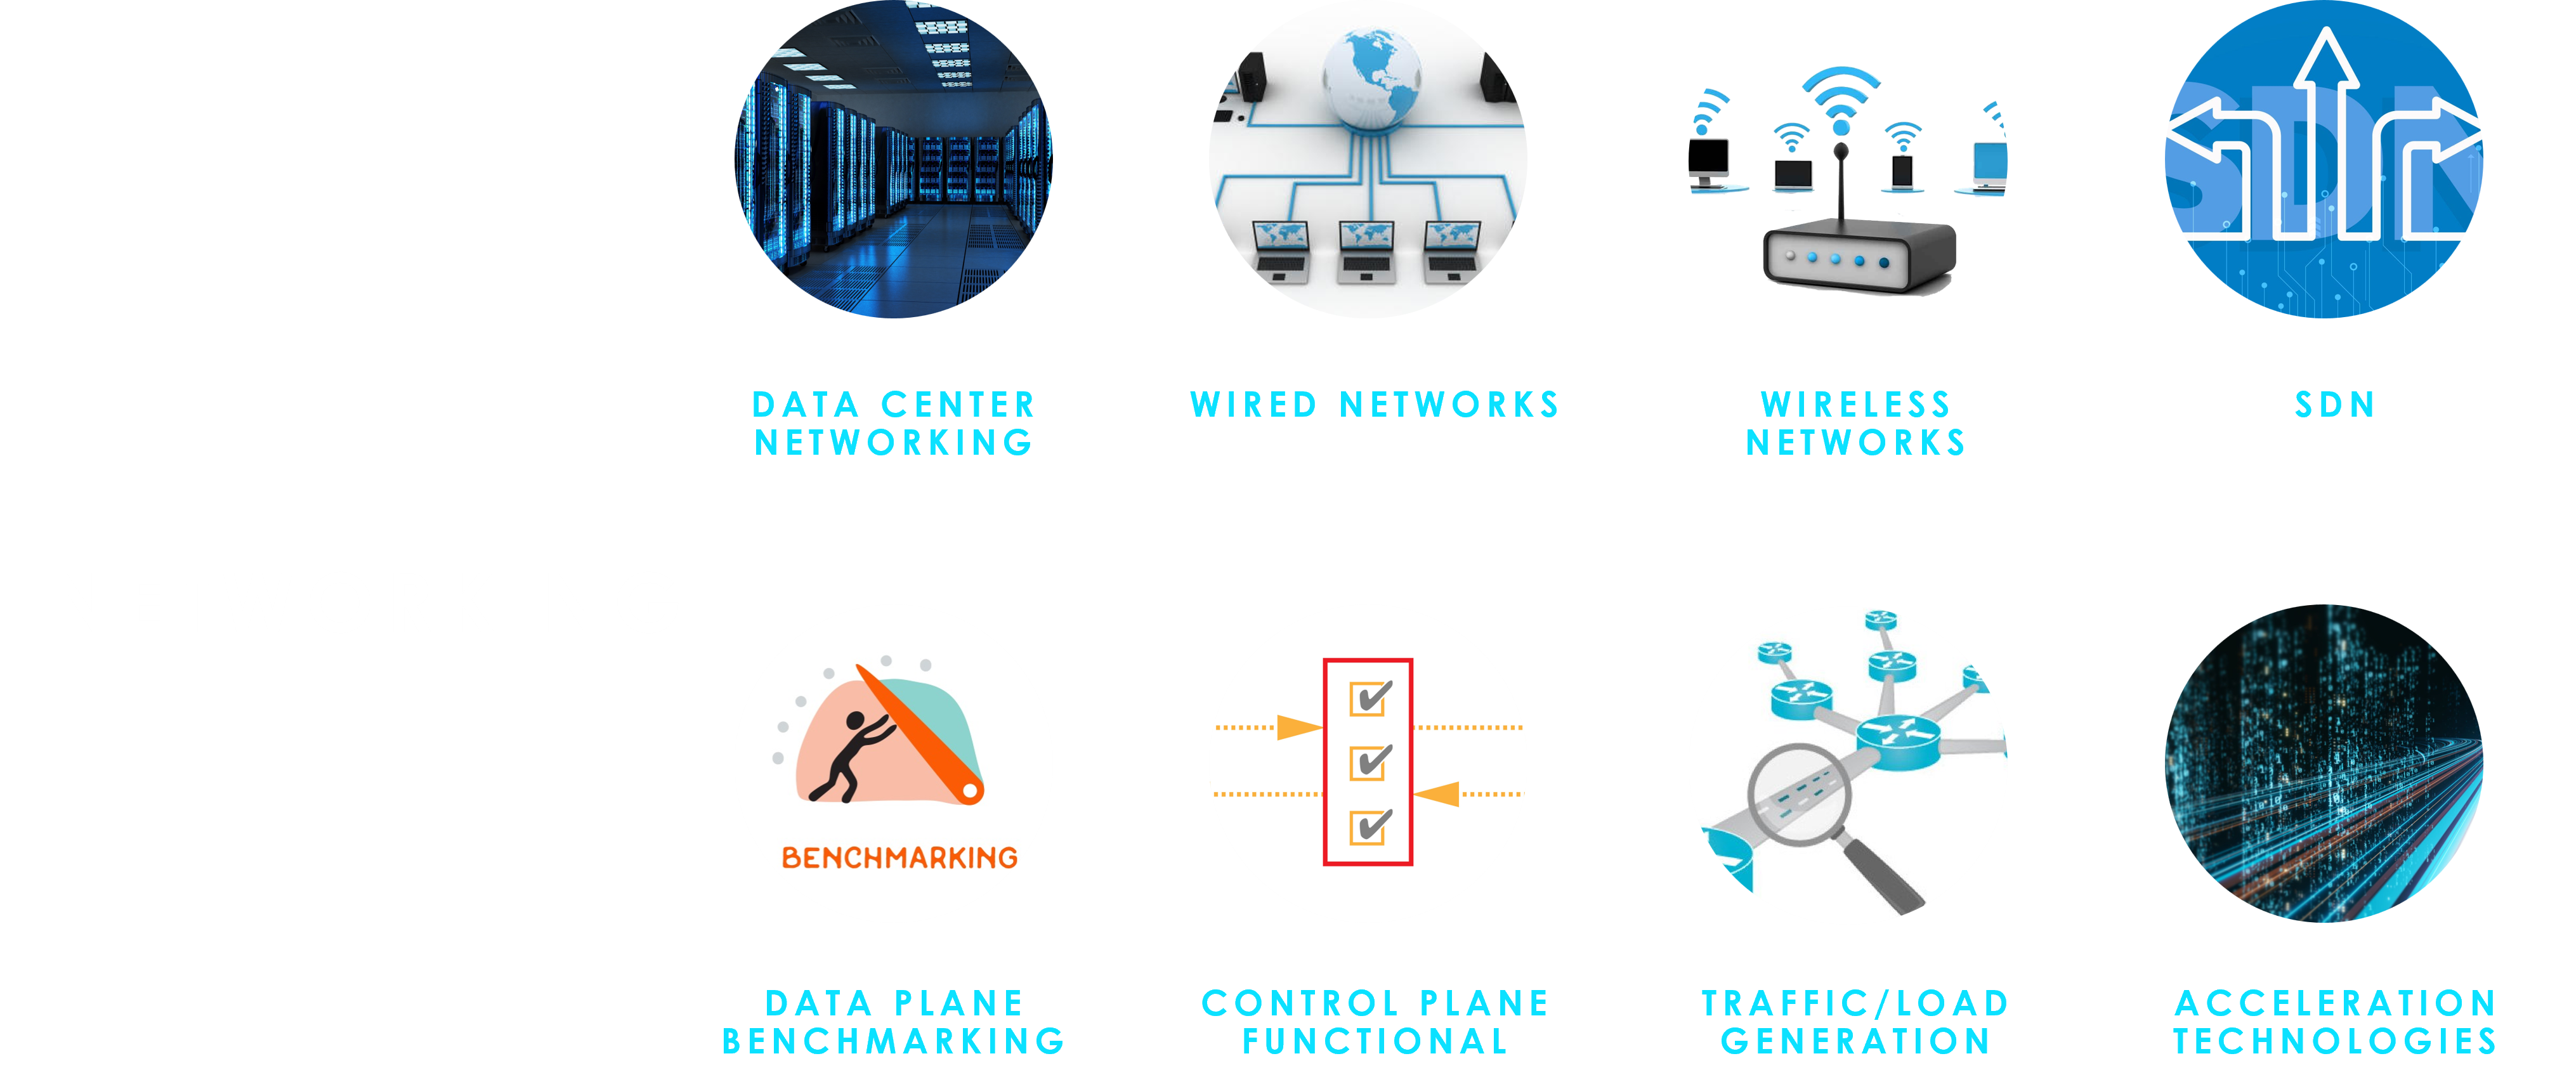 SDN
DATA CENTER
NETWORKING
WIRED NETWORKS
WIRELESS
NETWORKS
SDN
BENCHMARKING
DATA PLANE
BENCHMARKING
CONTROL PLANE
FUNCTIONAL
TRAFFIC/LOAD
GENERATION
ACCELERATION
TECHNOLOGIES